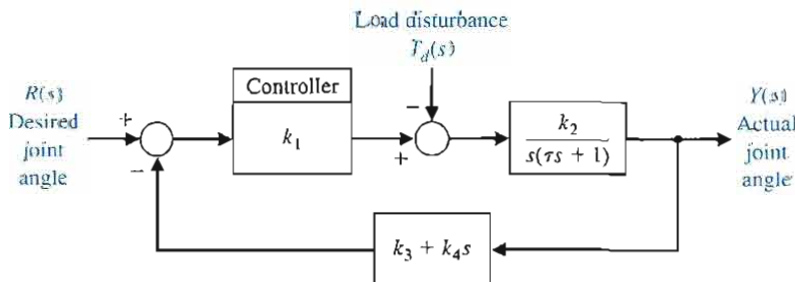 Load disturbance
T_d(s)
R(s)
Desired
joint
angle
+
−
Controller
k_1
−
+
k_2
s(τs + 1)
Y(s)
Actual
joint
angle
k_3 + k_4s